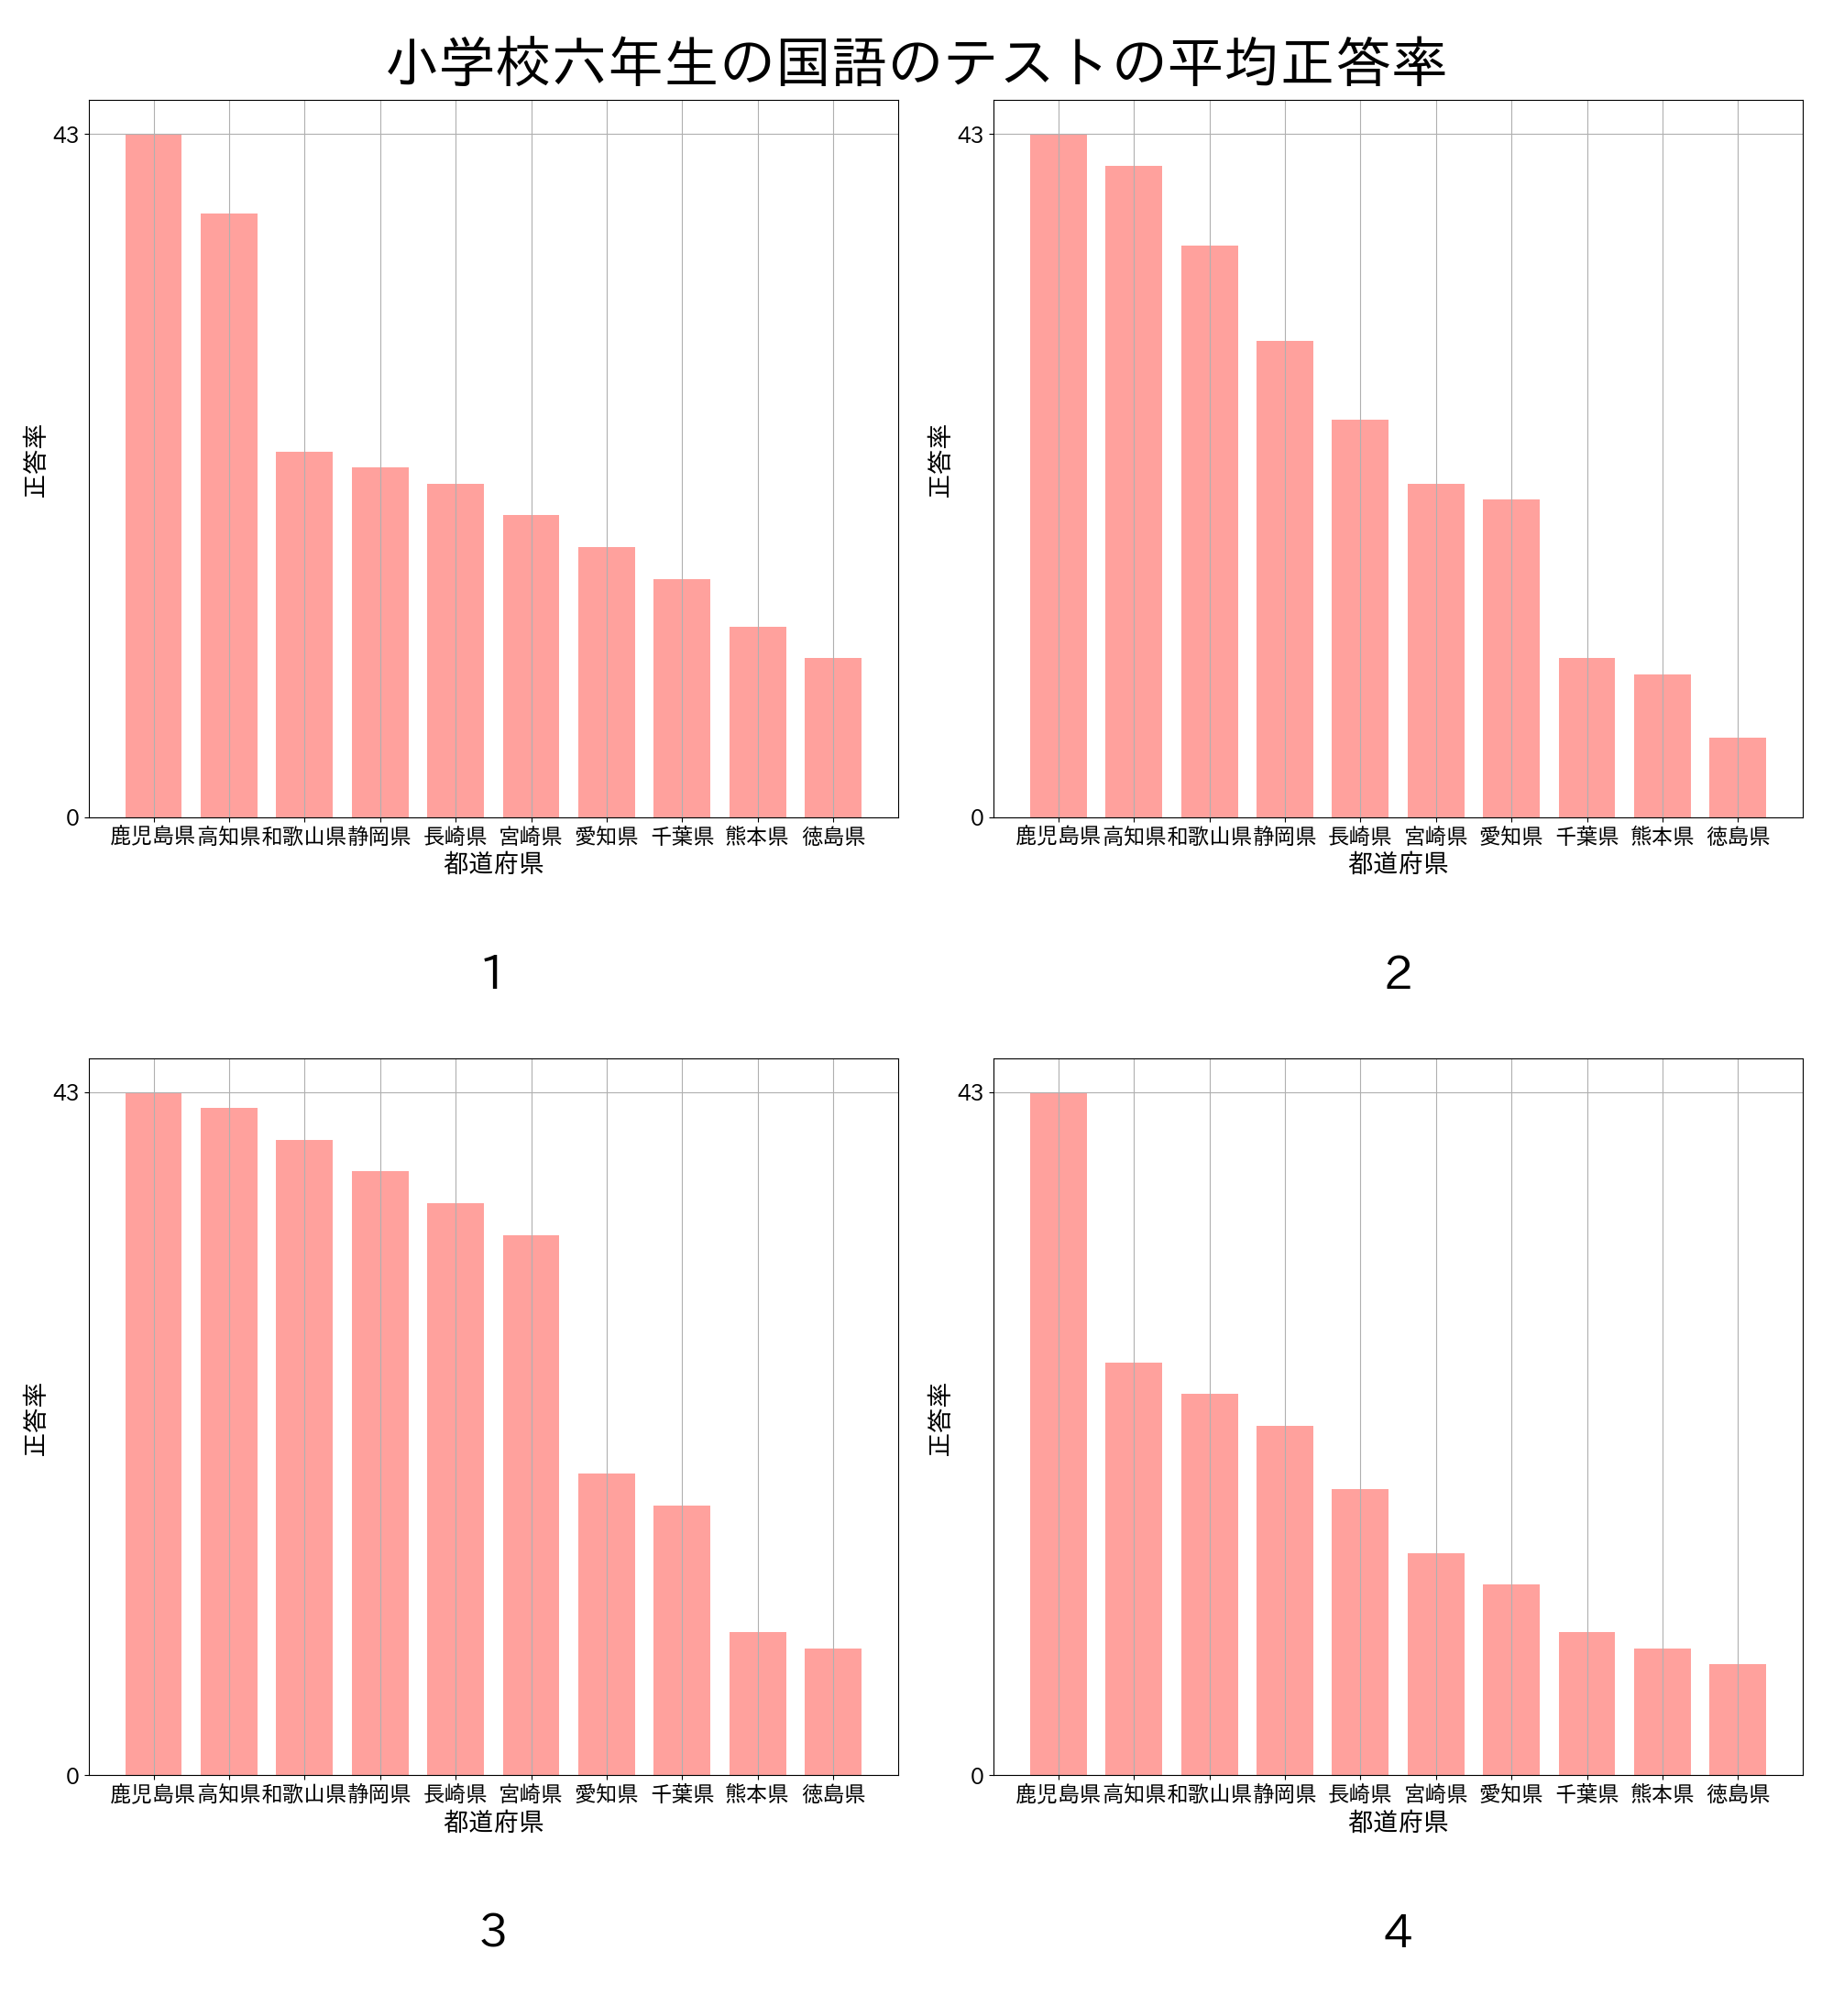 小学校六年生の国語のテストの平均正答率
43
0
正答率
鹿児島県 高知県 和歌山県 静岡県 長崎県 宮崎県 愛知県 千葉県 熊本県 徳島県
都道府県
1
43
0
正答率
鹿児島県 高知県 和歌山県 静岡県 長崎県 宮崎県 愛知県 千葉県 熊本県 徳島県
都道府県
2
43
0
正答率
鹿児島県 高知県 和歌山県 静岡県 長崎県 宮崎県 愛知県 千葉県 熊本県 徳島県
都道府県
3
43
0
正答率
鹿児島県 高知県 和歌山県 静岡県 長崎県 宮崎県 愛知県 千葉県 熊本県 徳島県
都道府県
4